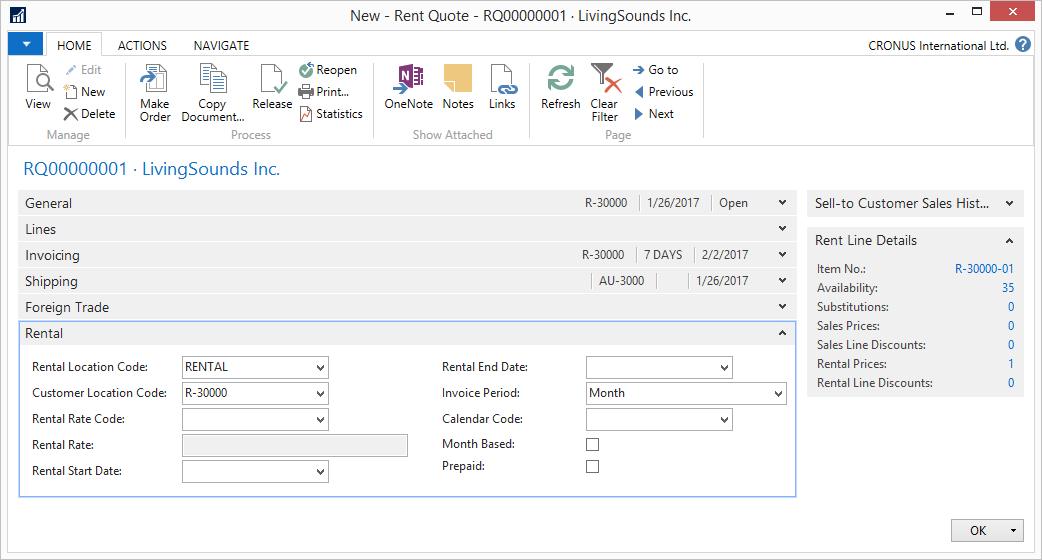 New - Rent Quote - RQ00000001 · LivingSounds Inc.
HOME ACTIONS NAVIGATE CRONUS International Ltd. ?
View
Edit
New
Delete
Manage
Make Order
Copy Document...
Release
Reopen
Print...
Statistics
Process
OneNote
Notes
Links
Show Attached
Refresh
Clear Filter
Go to
Previous
Next
Page
RQ00000001 · LivingSounds Inc.
General R-30000 1/26/2017 Open
Lines
Invoicing R-30000 7 DAYS 2/2/2017
Shipping AU-3000 1/26/2017
Foreign Trade
Rental
Rental Location Code: RENTAL
Customer Location Code: R-30000
Rental Rate Code:
Rental Rate:
Rental Start Date:
Rental End Date:
Invoice Period: Month
Calendar Code:
Month Based:
Prepaid:
Sell-to Customer Sales Hist...
Rent Line Details
Item No.: R-30000-01
Availability: 35
Substitutions: 0
Sales Prices: 0
Sales Line Discounts: 0
Rental Prices: 1
Rental Line Discounts: 0
OK